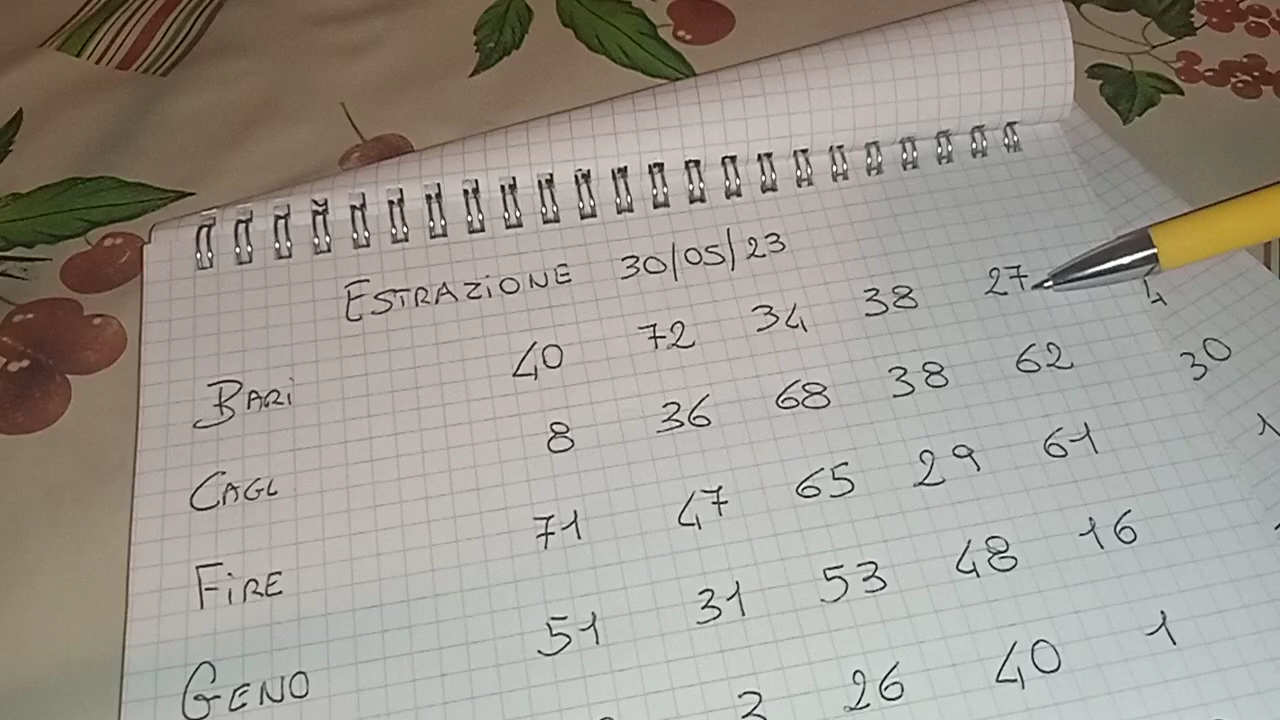 ESTRAZIONE 30/05/23
BARI 40 72 34 38 27 4
CAGL 8 36 68 38 62 30
FIRE 71 47 65 29 61
GENO 51 31 53 48 16
3 26 40 1